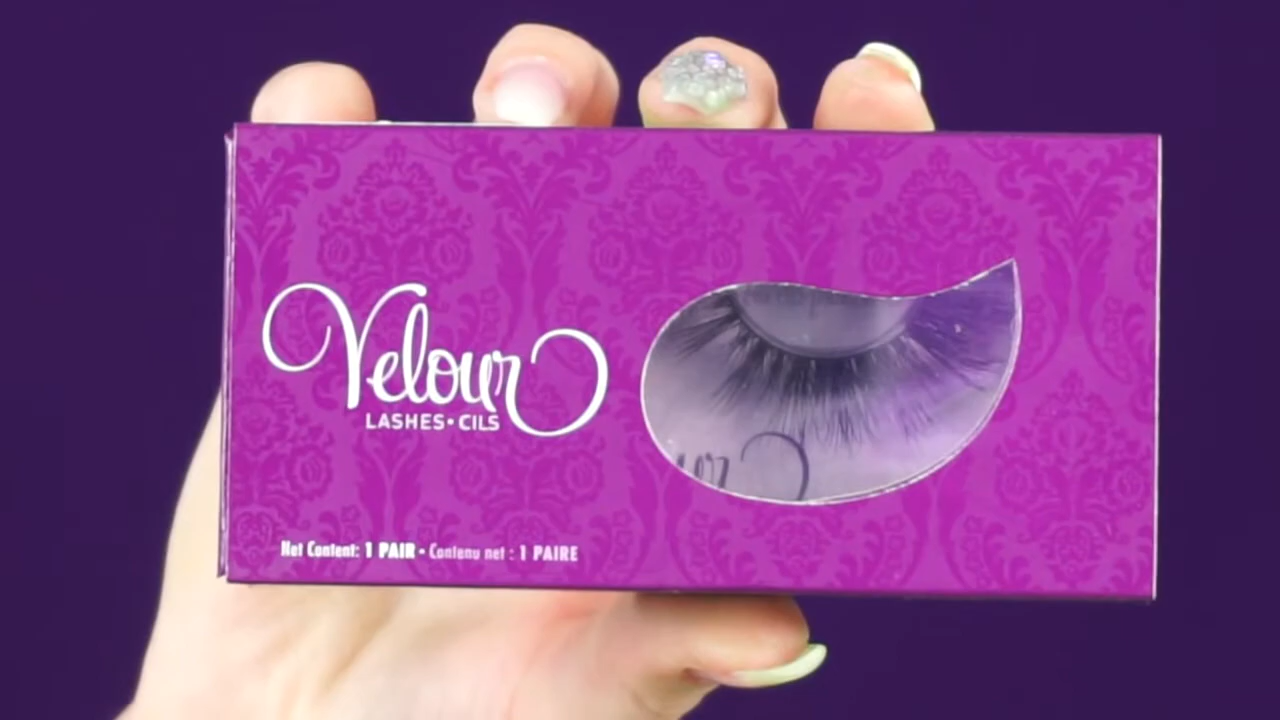 Velour
LASHES • CILS
Net Content: 1 PAIR • Contenu net : 1 PAIRE